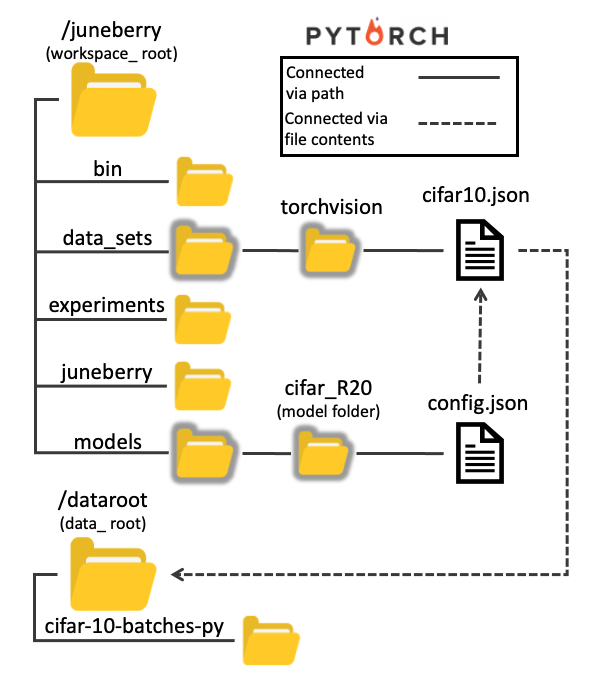 /juneberry
(workspace_ root)
PYTORCH
Connected
via path
Connected via
file contents
bin
data_sets
torchvision
cifar10.json
experiments
juneberry
models
cifar_R20
(model folder)
config.json
/dataroot
(data_ root)
cifar-10-batches-py